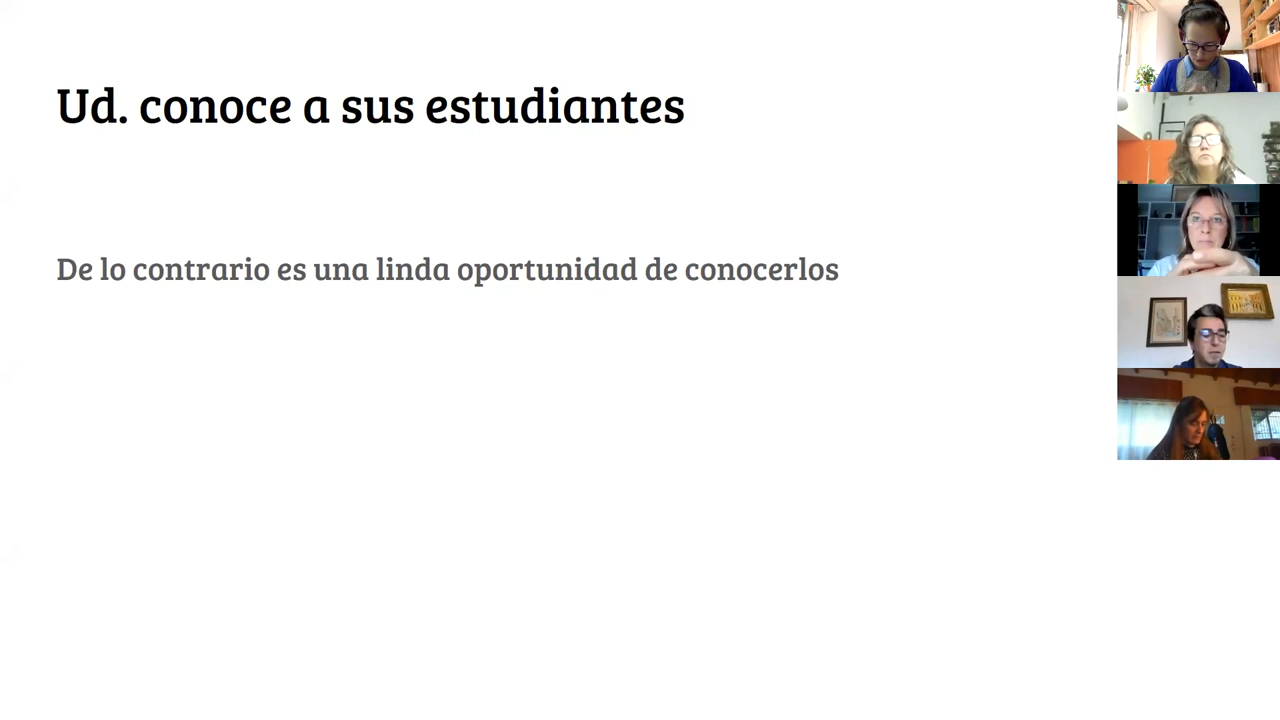 Ud. conoce a sus estudiantes
De lo contrario es una linda oportunidad de conocerlos